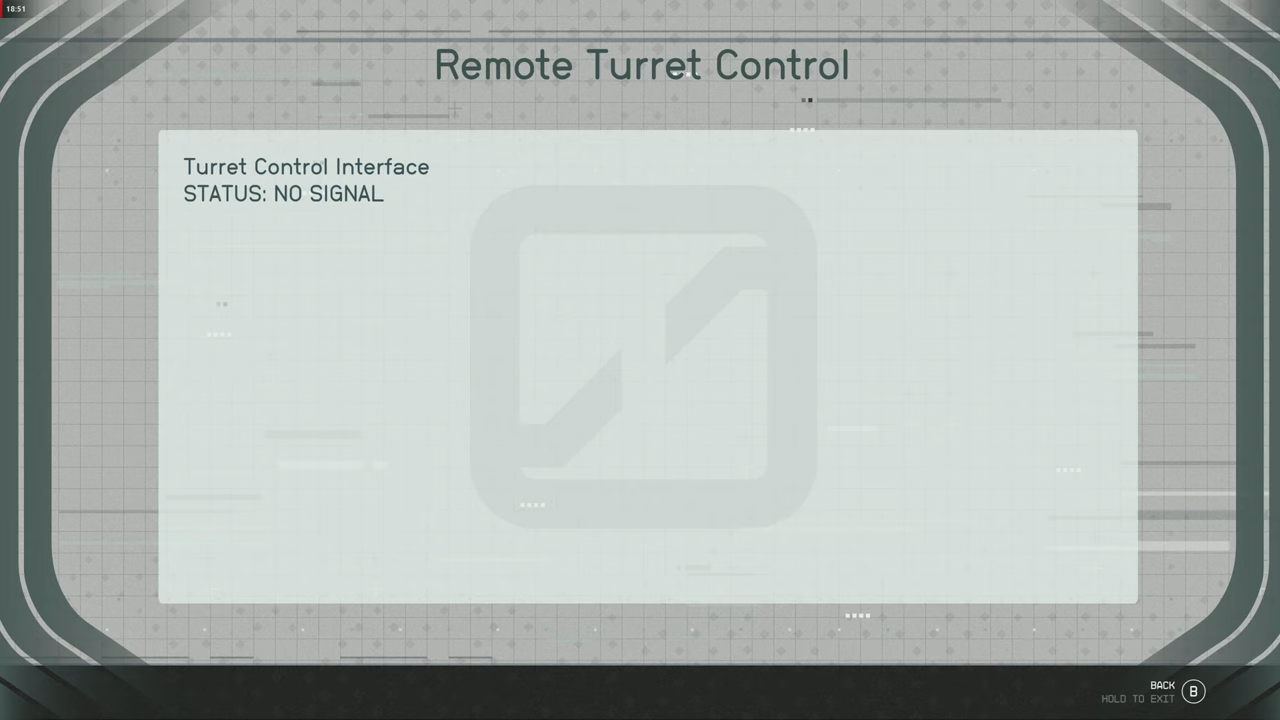 18:51
Remote Turret Control
Turret Control Interface
STATUS: NO SIGNAL
BACK
HOLD TO EXIT
B